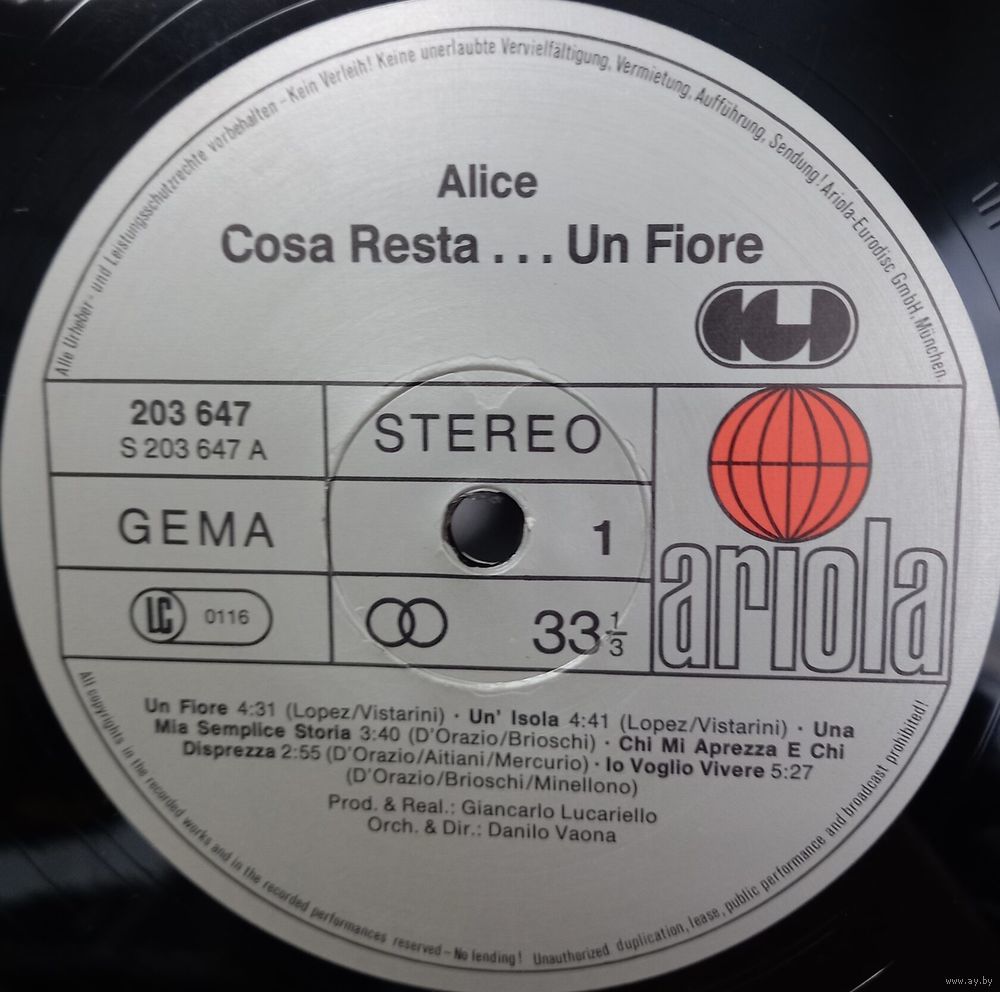 Alle Urheber- und Leistungsschutzrechte vorbehalten – Kein Verleih! Keine unerlaubte Vervielfältigung, Vermietung, Aufführung, Sendung! Ariola-Eurodisc GmbH, München.
Alice
Cosa Resta . . . Un Fiore
203 647
S 203 647 A
STEREO
GEMA
1
LC 0116
33 1/3
ariola
Un Fiore 4:31 (Lopez/Vistarini) · Un' Isola 4:41 (Lopez/Vistarini) · Una
Mia Semplice Storia 3:40 (D'Orazio/Brioschi) · Chi Mi Aprezza E Chi
Disprezza 2:55 (D'Orazio/Aitiani/Mercurio) · Io Voglio Vivere 5:27
(D'Orazio/Brioschi/Minellono)
Prod. & Real.: Giancarlo Lucariello
Orch. & Dir.: Danilo Vaona
All copyrights in the recorded works and in the recorded performances reserved – No lending! Unauthorized duplication, lease, public performance and broadcast prohibited!
www.ay.by